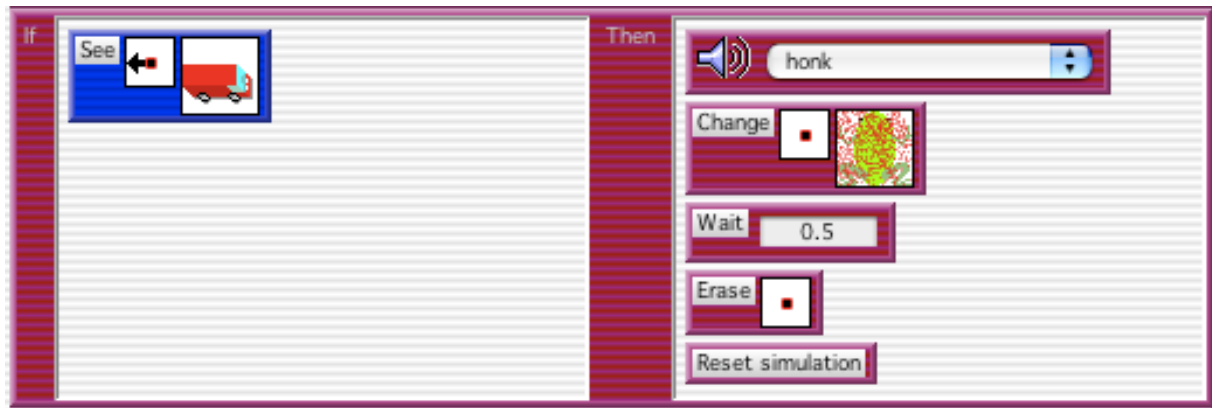 If
See
Then
honk
Change
Wait 0.5
Erase
Reset simulation